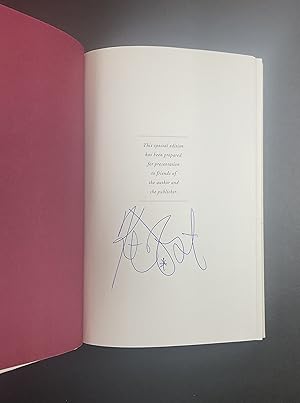 This special edition
has been prepared
for presentation
to friends of
the author and
the publisher.